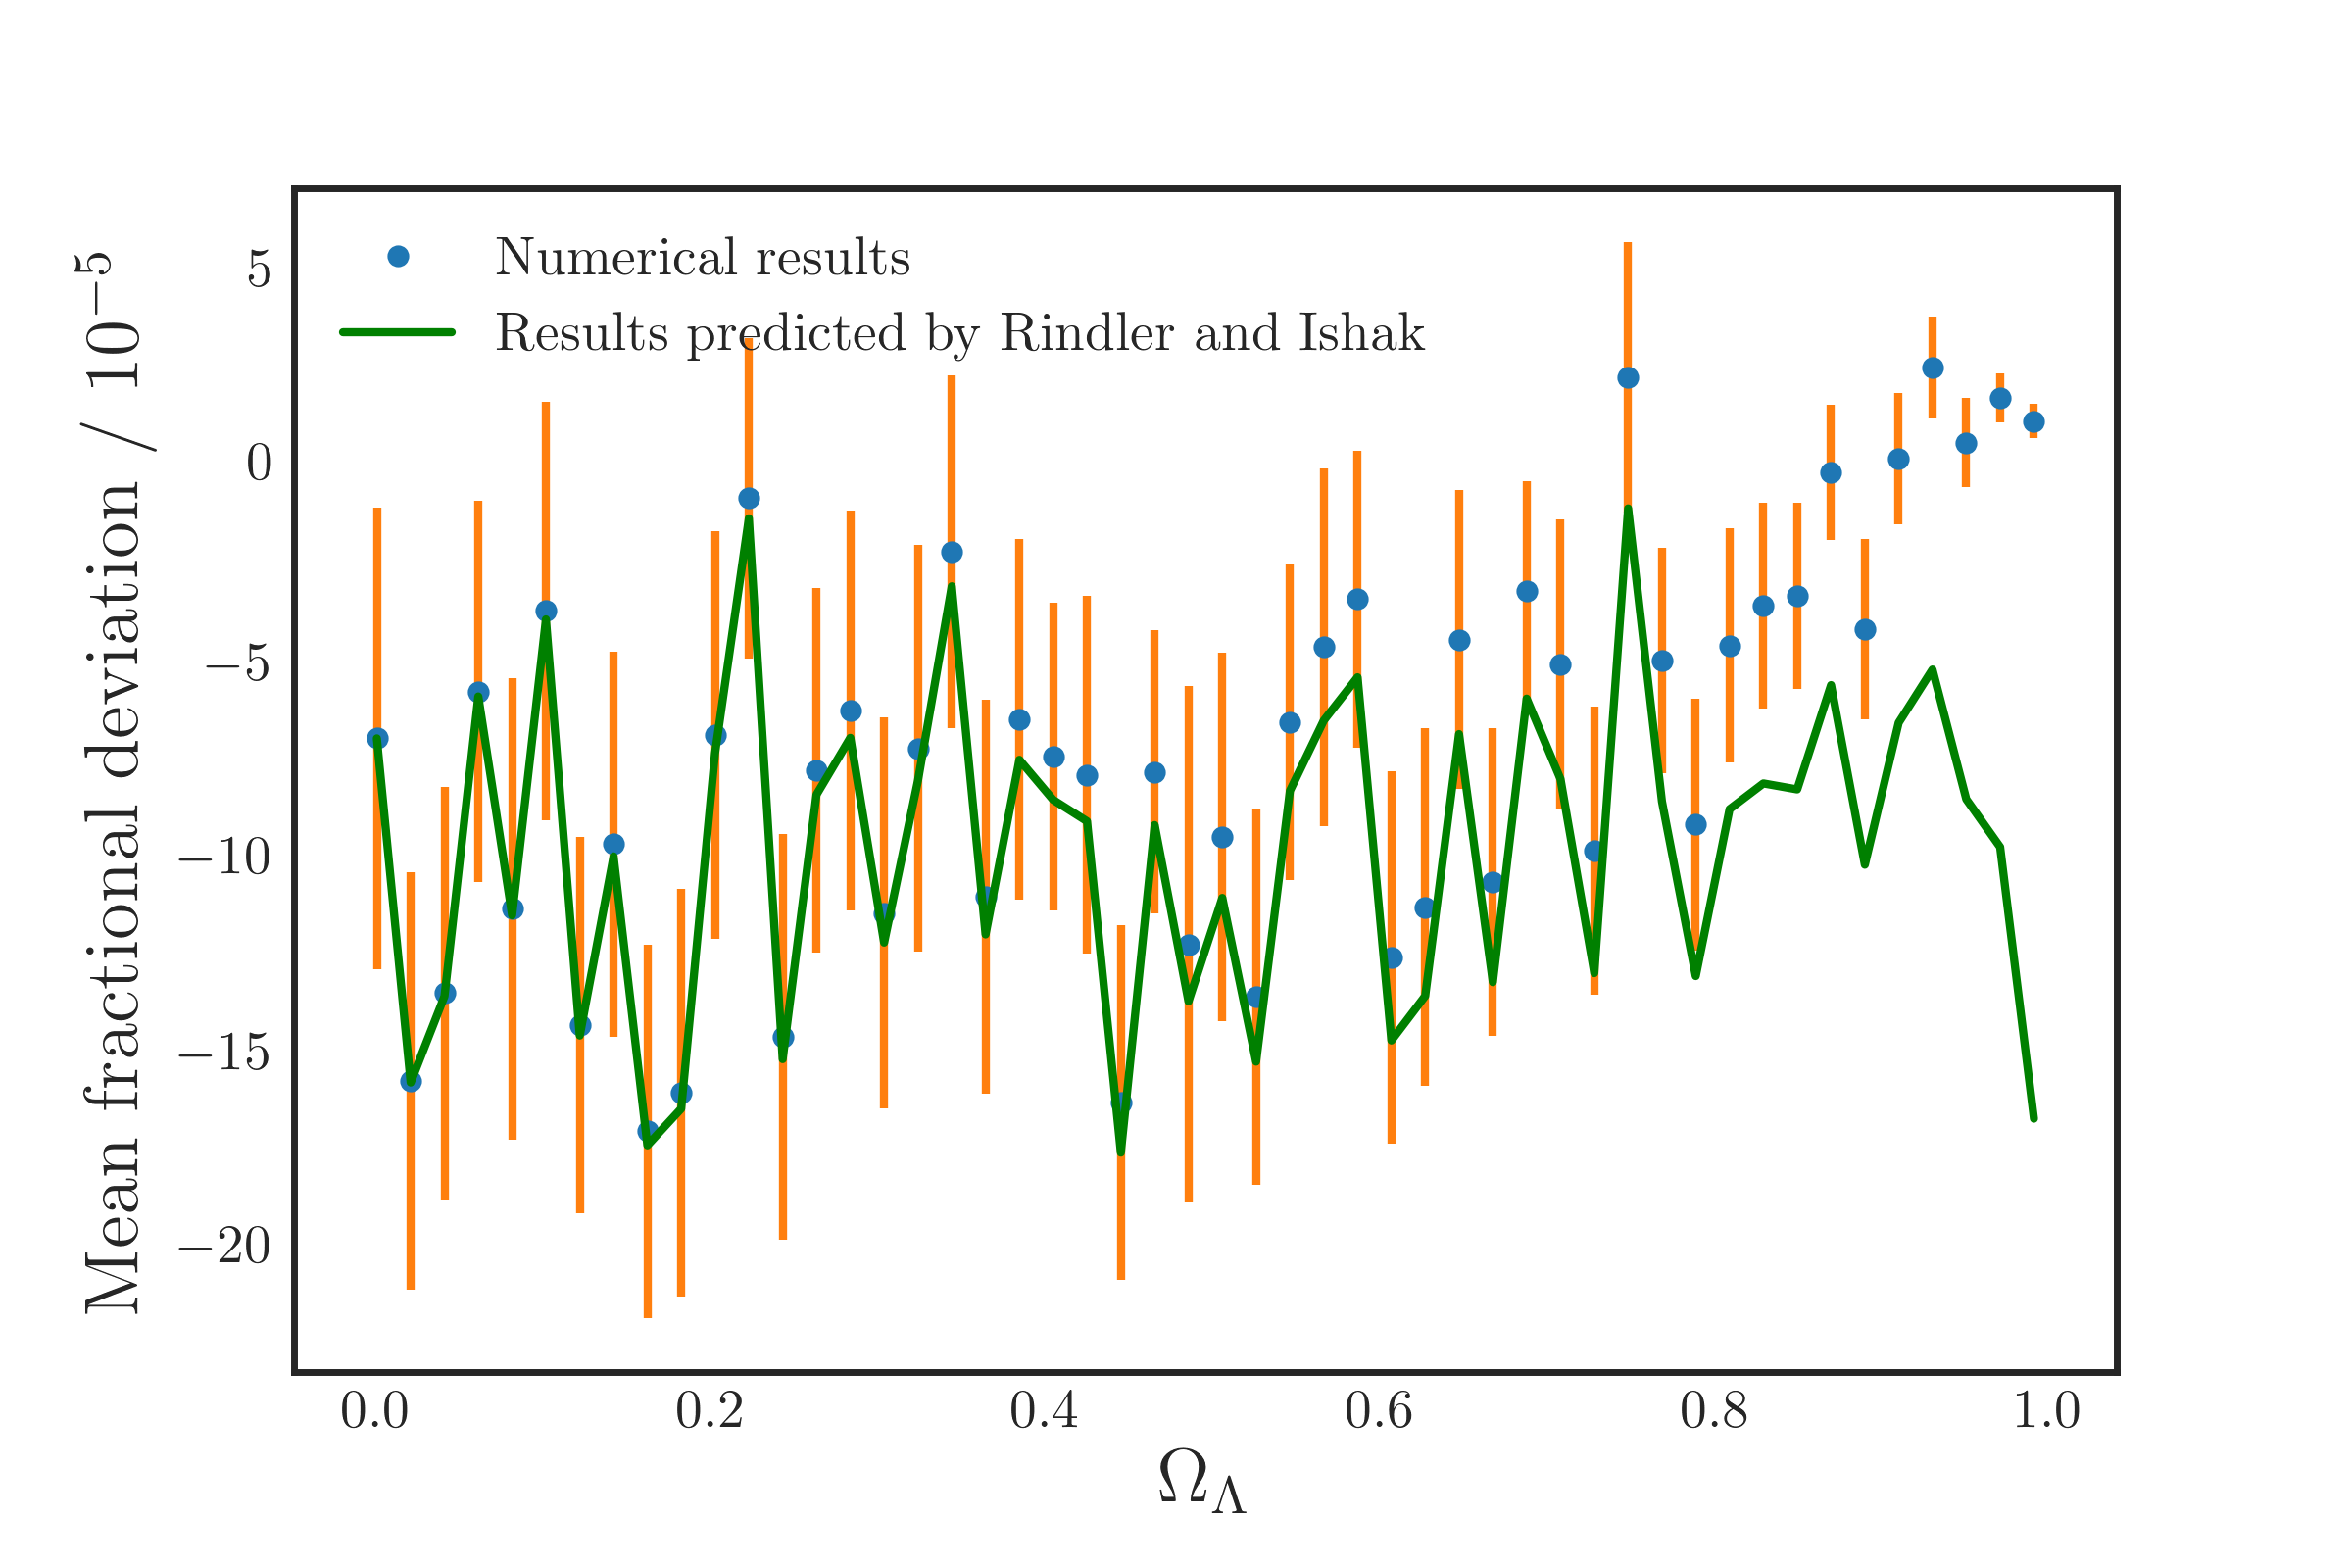 Numerical results
Results predicted by Rindler and Ishak
Mean fractional deviation / 10⁻⁵
5
0
−5
−10
−15
−20
0.0 0.2 0.4 0.6 0.8 1.0
Ω_Λ